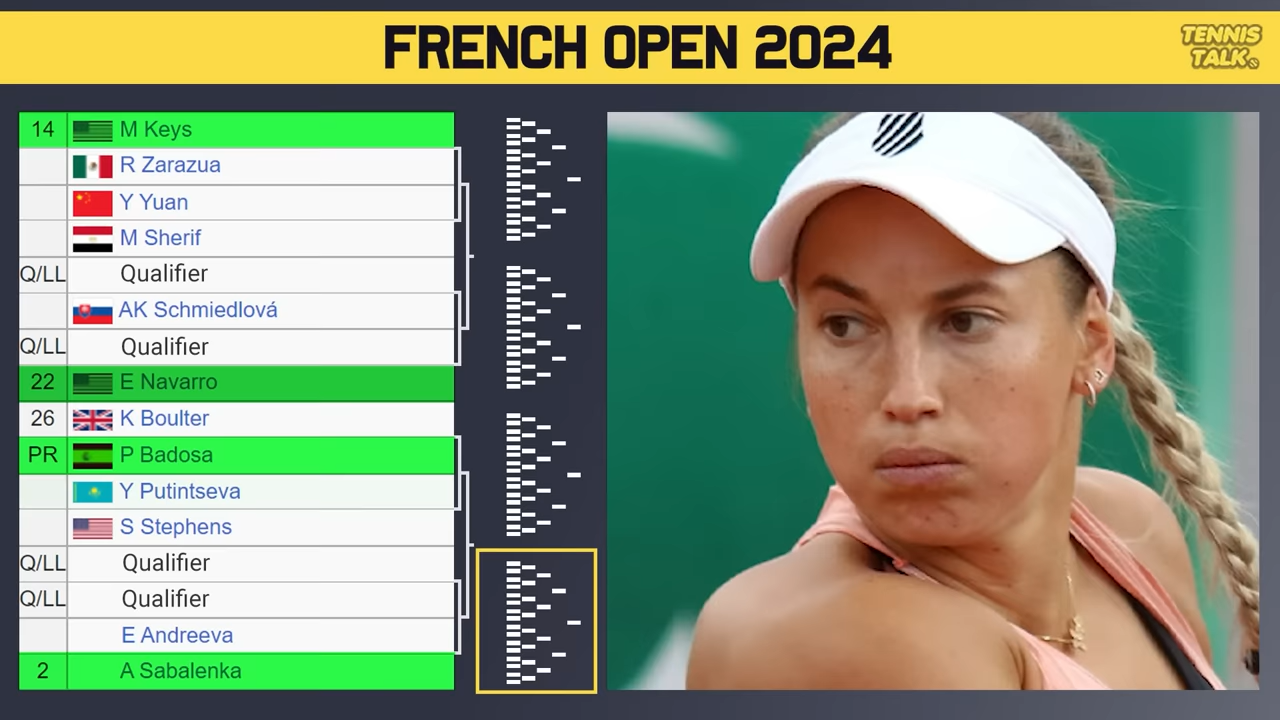 FRENCH OPEN 2024
TENNIS
TALK
14 M Keys
R Zarazua
Y Yuan
M Sherif
Q/LL Qualifier
AK Schmiedlová
Q/LL Qualifier
22 E Navarro
26 K Boulter
PR P Badosa
Y Putintseva
S Stephens
Q/LL Qualifier
Q/LL Qualifier
E Andreeva
2 A Sabalenka